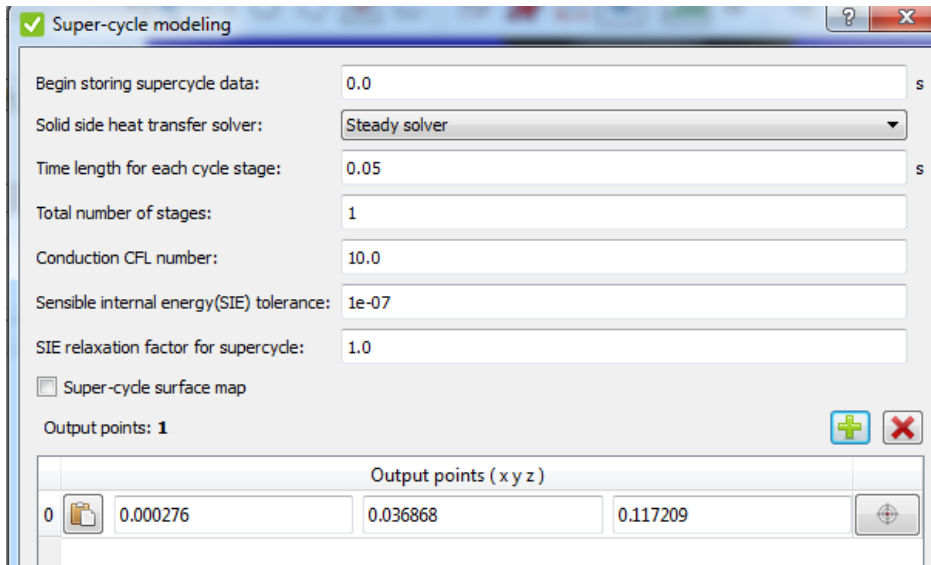 Super-cycle modeling
?
Begin storing supercycle data: 0.0 s
Solid side heat transfer solver: Steady solver
Time length for each cycle stage: 0.05 s
Total number of stages: 1
Conduction CFL number: 10.0
Sensible internal energy(SIE) tolerance: 1e-07
SIE relaxation factor for supercycle: 1.0
Super-cycle surface map
Output points: 1
Output points ( x y z )
0 0.000276 0.036868 0.117209